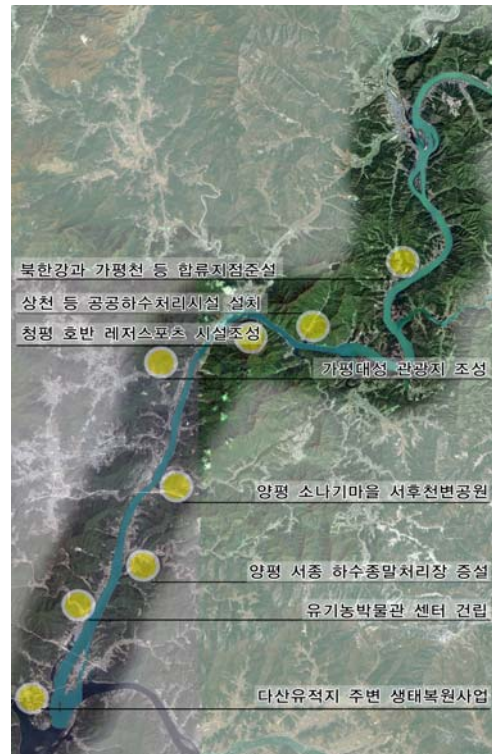 북한강과 가평천 등 합류지점준설
상천 등 공공하수처리시설 설치
청평 호반 레저스포츠 시설조성
가평대성 관광지 조성
양평 소나기마을 서후천변공원
양평 서종 하수종말처리장 증설
유기농박물관 센터 건립
다산유적지 주변 생태복원사업